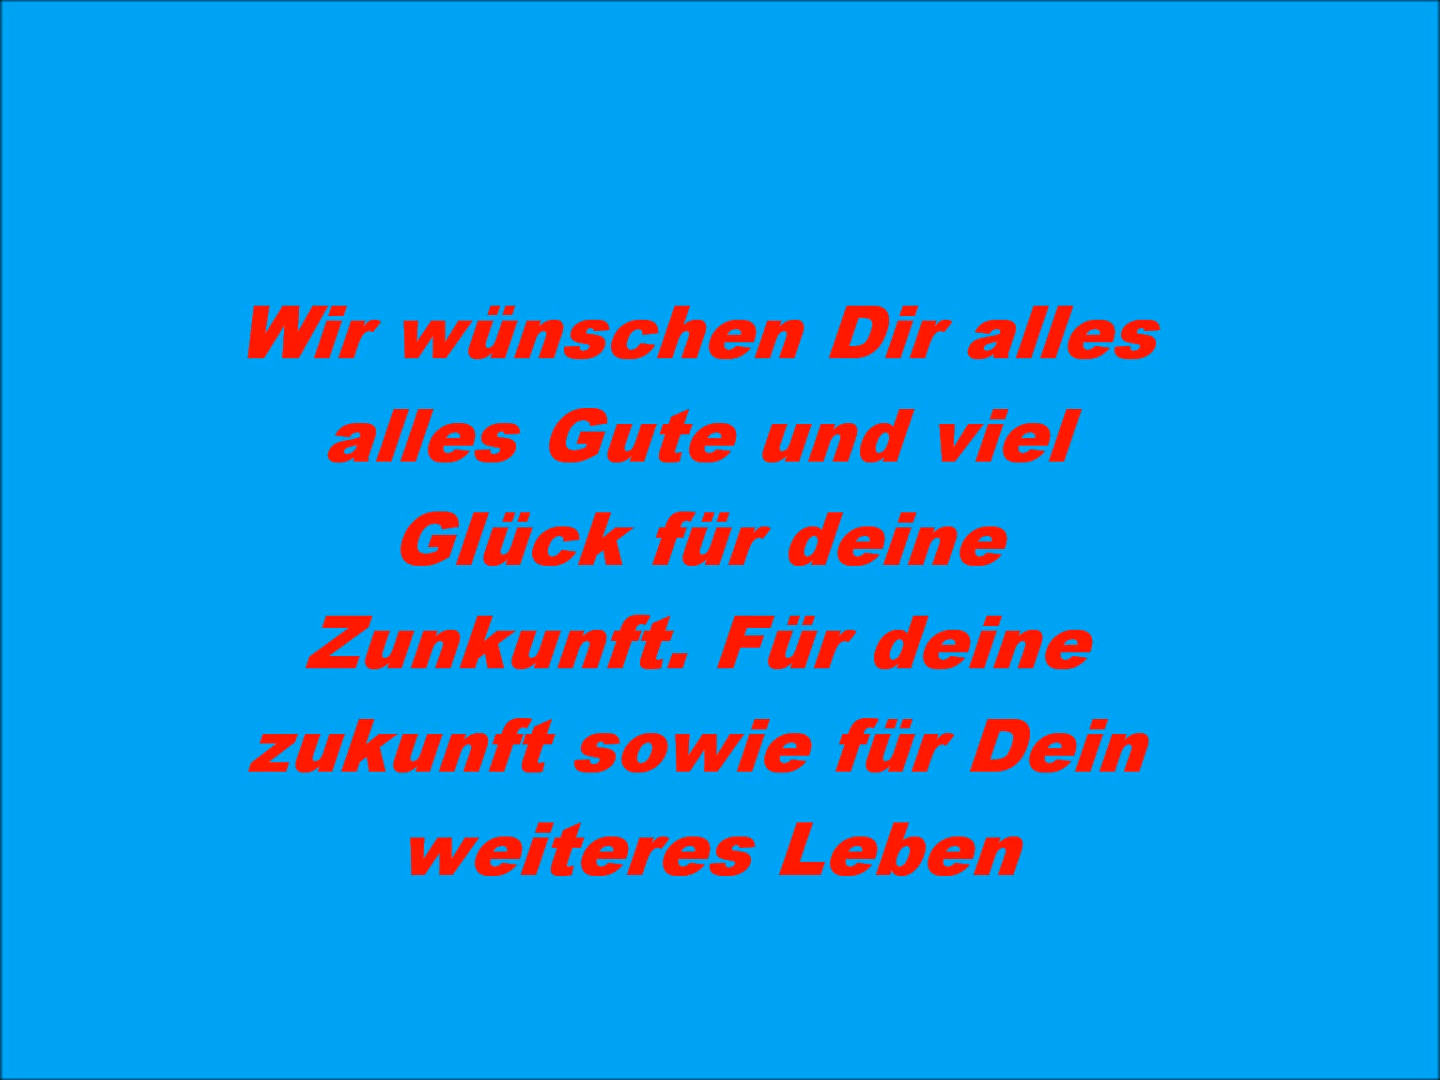 Wir wünschen Dir alles
alles Gute und viel
Glück für deine
Zunkunft. Für deine
zukunft sowie für Dein
weiteres Leben